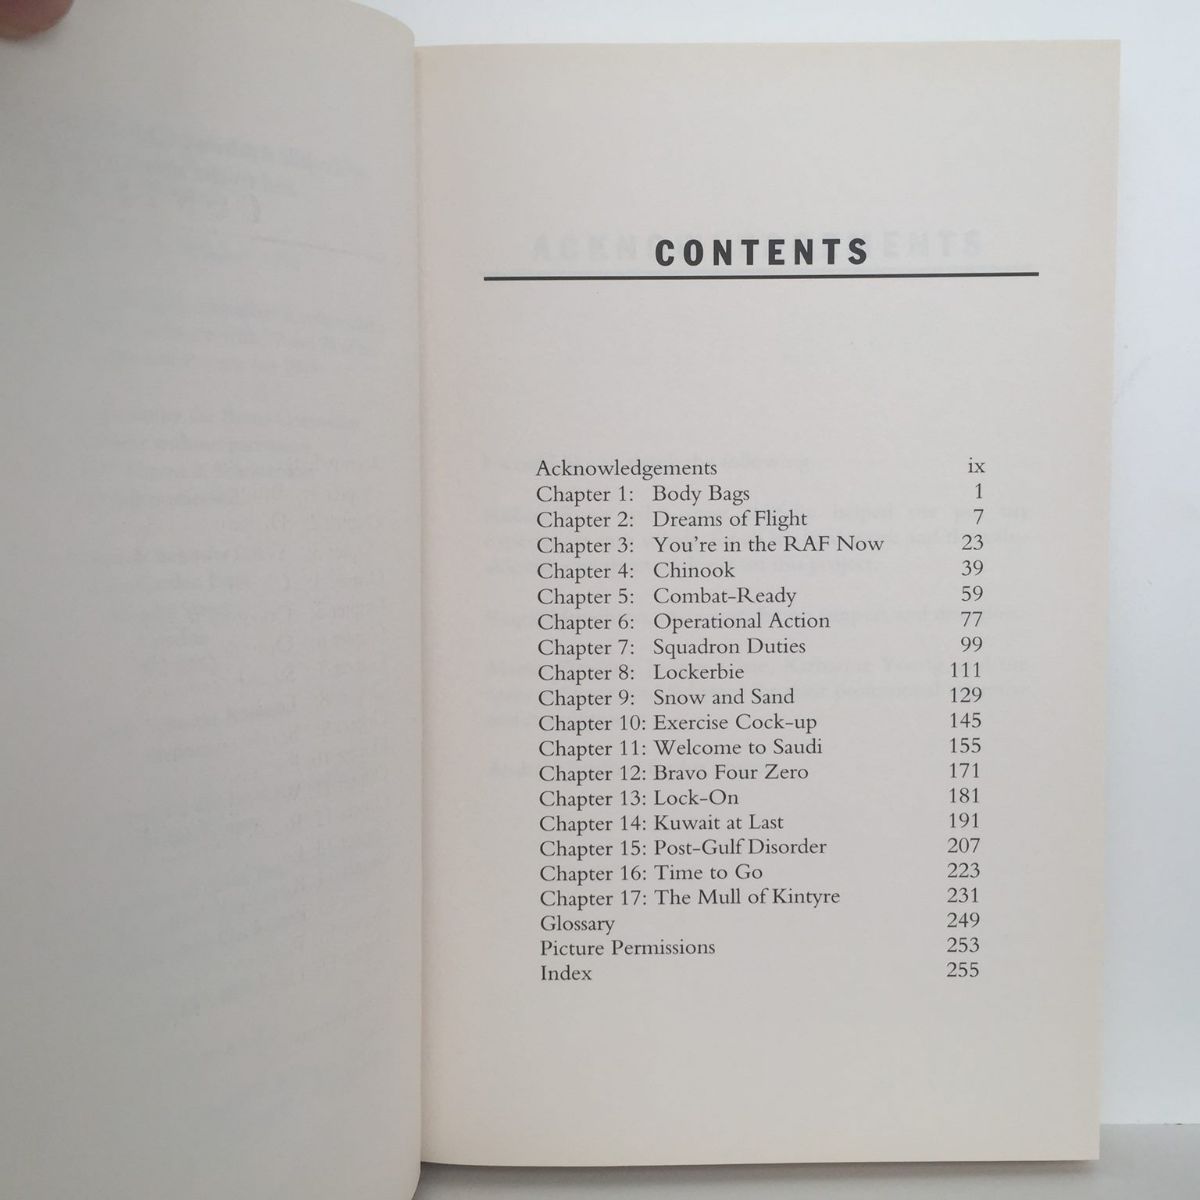 CONTENTS
Acknowledgements ix
Chapter 1: Body Bags 1
Chapter 2: Dreams of Flight 7
Chapter 3: You're in the RAF Now 23
Chapter 4: Chinook 39
Chapter 5: Combat-Ready 59
Chapter 6: Operational Action 77
Chapter 7: Squadron Duties 99
Chapter 8: Lockerbie 111
Chapter 9: Snow and Sand 129
Chapter 10: Exercise Cock-up 145
Chapter 11: Welcome to Saudi 155
Chapter 12: Bravo Four Zero 171
Chapter 13: Lock-On 181
Chapter 14: Kuwait at Last 191
Chapter 15: Post-Gulf Disorder 207
Chapter 16: Time to Go 223
Chapter 17: The Mull of Kintyre 231
Glossary 249
Picture Permissions 253
Index 255